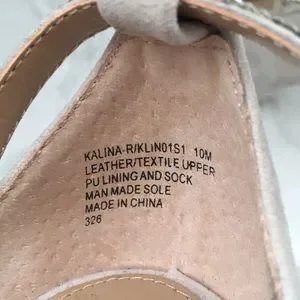 KALINA-R/KLIN01S1 10M
LEATHER/TEXTILE UPPER
PU LINING AND SOCK
MAN MADE SOLE
MADE IN CHINA
326